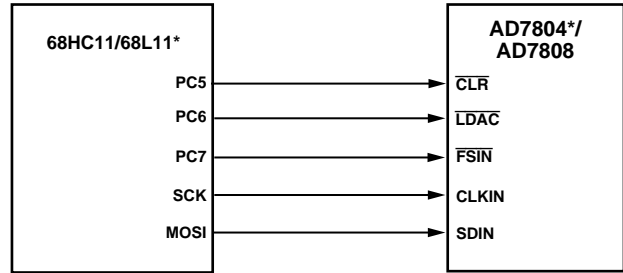 68HC11/68L11*
AD7804*/
AD7808
PC5
CLR
PC6
LDAC
PC7
FSIN
SCK
CLKIN
MOSI
SDIN